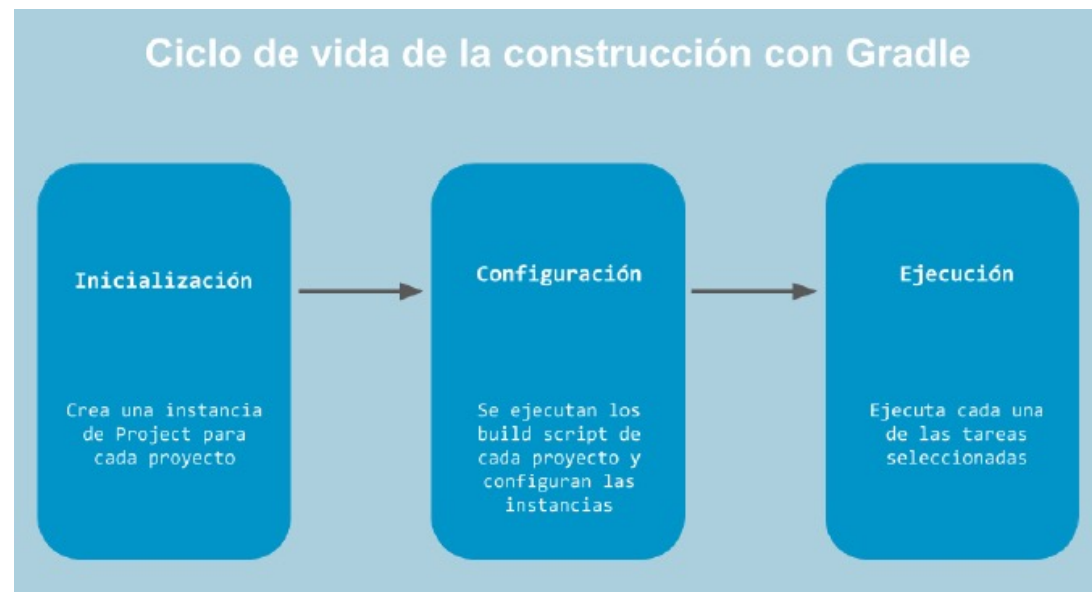 Ciclo de vida de la construcción con Gradle
Inicialización
Crea una instancia
de Project para
cada proyecto
Configuración
Se ejecutan los
build script de
cada proyecto y
configuran las
instancias
Ejecución
Ejecuta cada una
de las tareas
seleccionadas